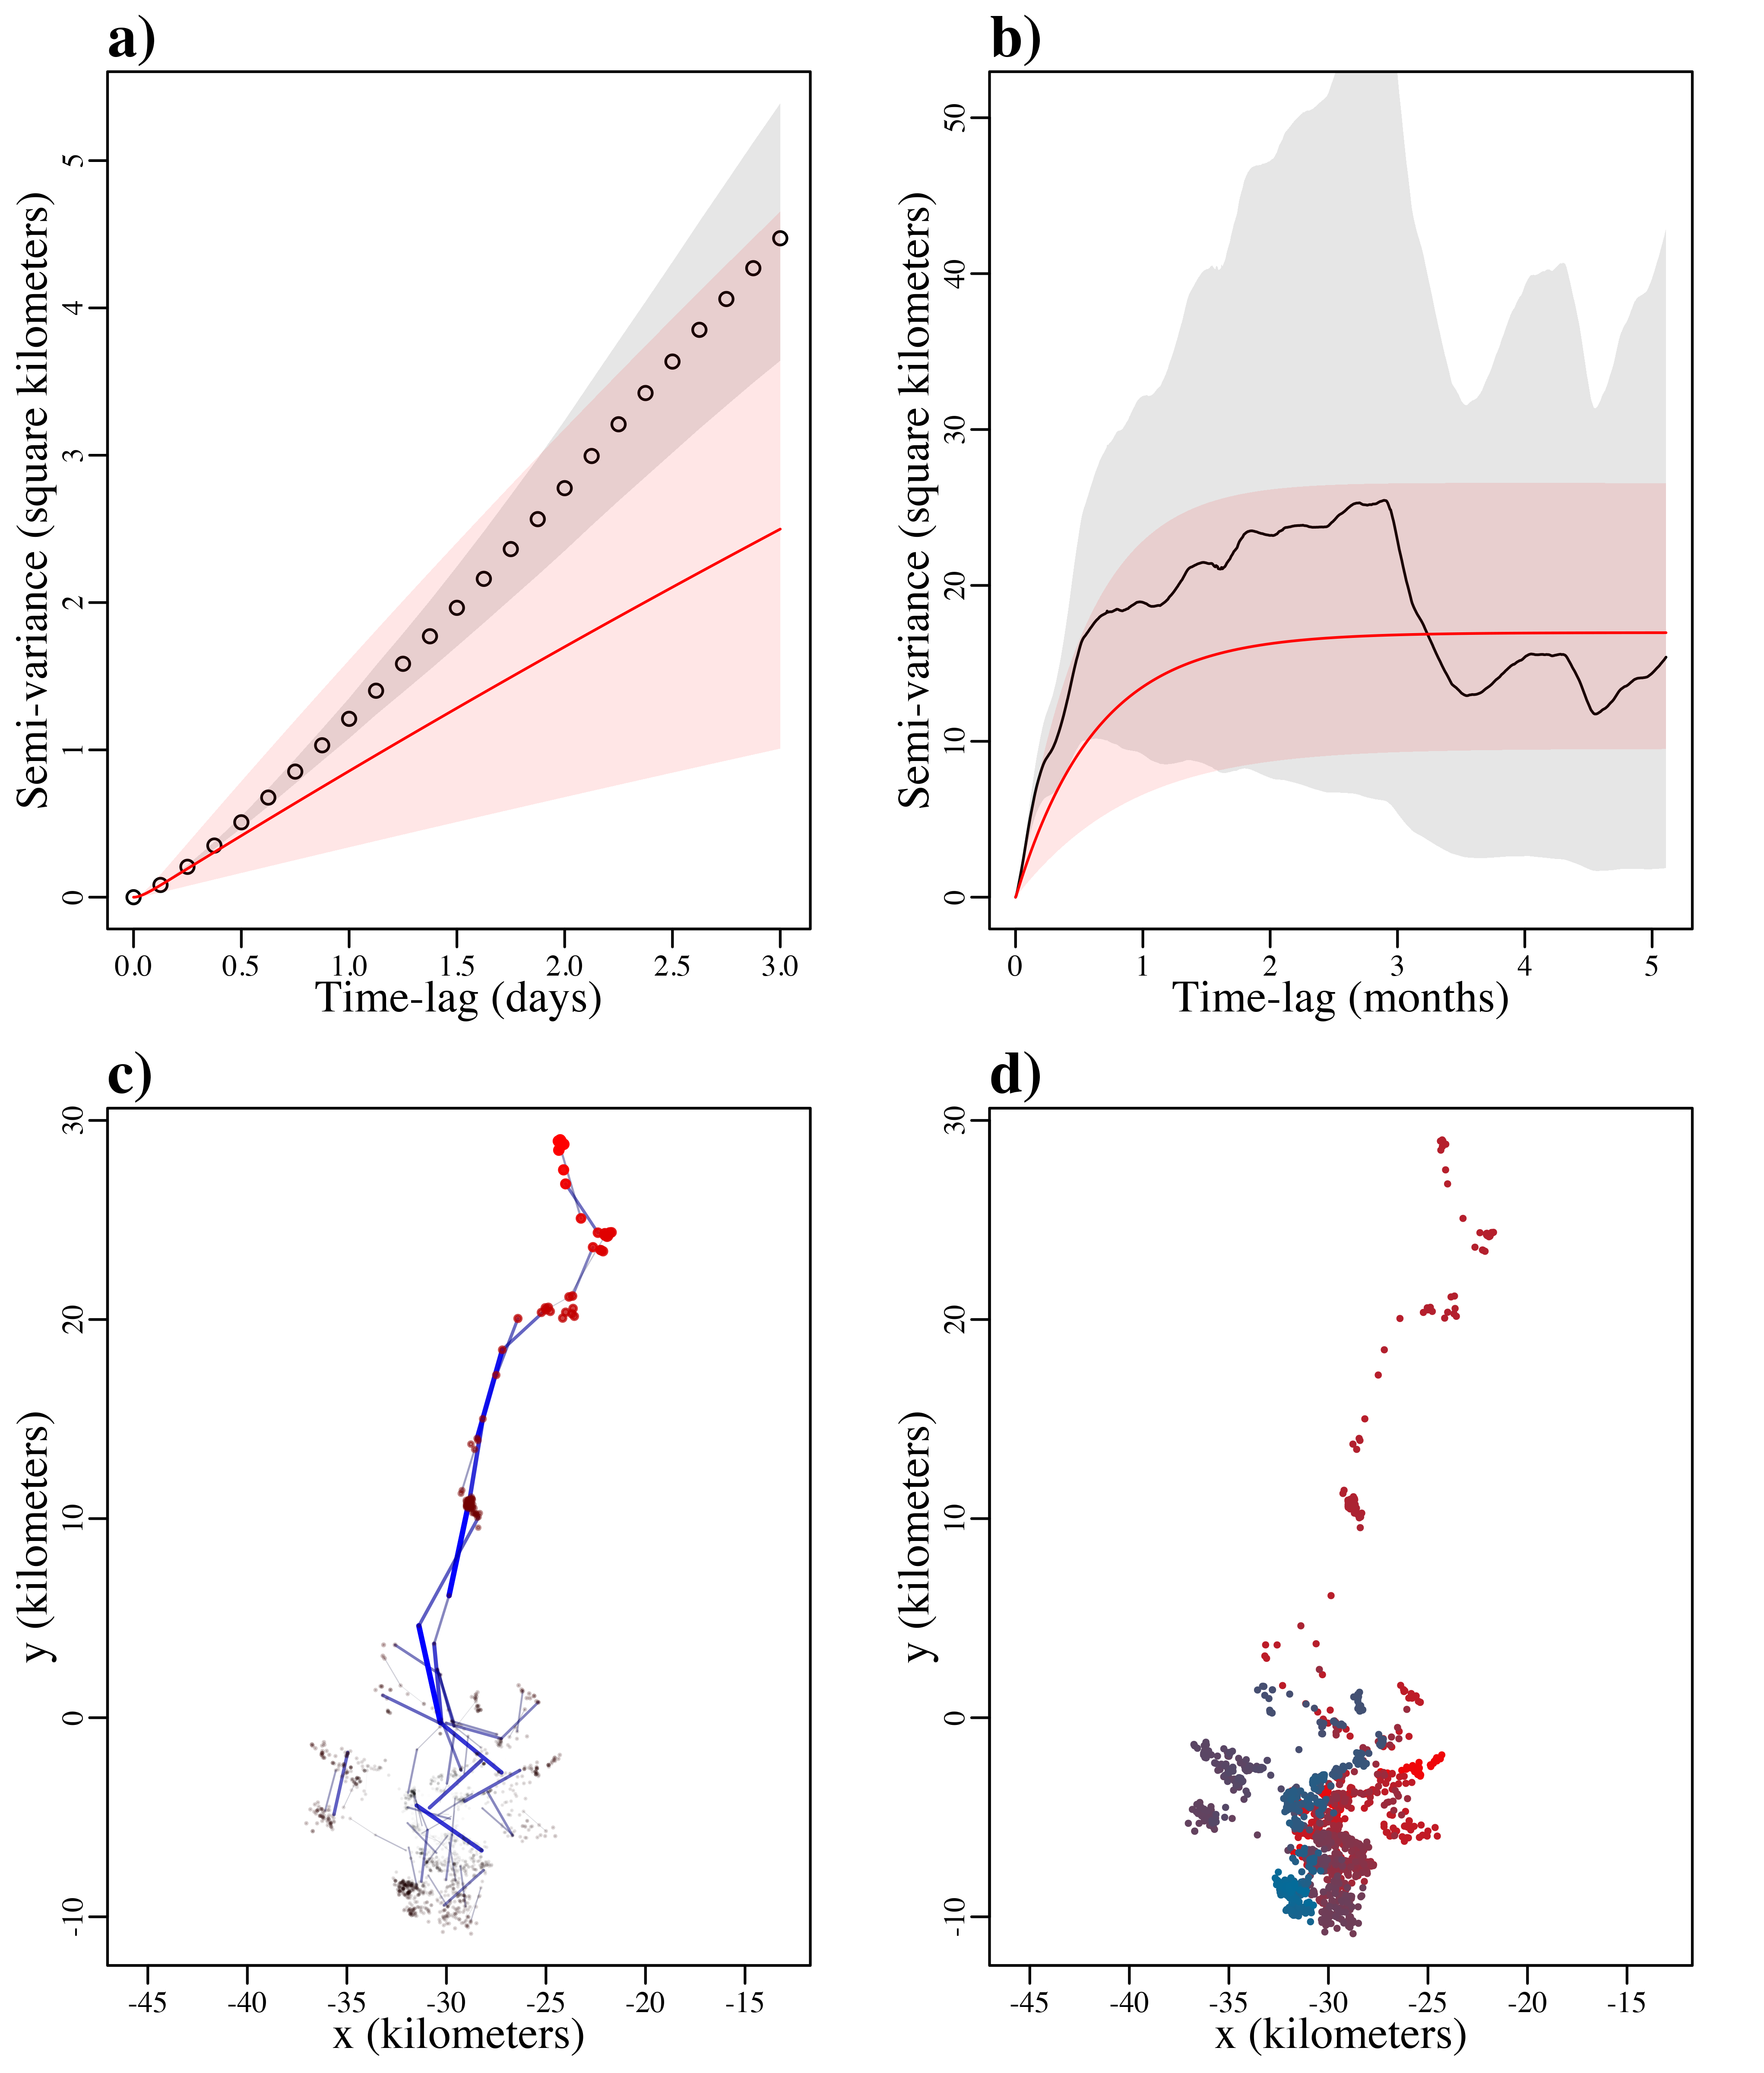 a)
Semi-variance (square kilometers)
5
4
3
2
1
0
0.0 0.5 1.0 1.5 2.0 2.5 3.0
Time-lag (days)
b)
Semi-variance (square kilometers)
50
40
30
20
10
0
0 1 2 3 4 5
Time-lag (months)
c)
y (kilometers)
30
20
10
0
-10
-45 -40 -35 -30 -25 -20 -15
x (kilometers)
d)
y (kilometers)
30
20
10
0
-10
-45 -40 -35 -30 -25 -20 -15
x (kilometers)